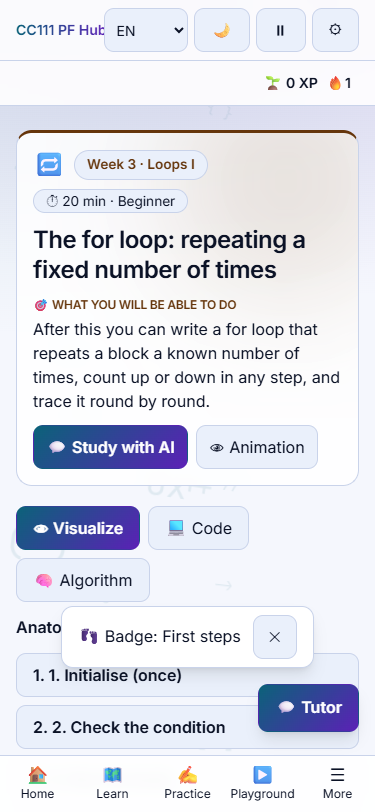 CC111 PF Hub
EN
0 XP 1
Week 3 · Loops I
20 min · Beginner
The for loop: repeating a
fixed number of times
WHAT YOU WILL BE ABLE TO DO
After this you can write a for loop that
repeats a block a known number of
times, count up or down in any step, and
trace it round by round.
Study with AI
Animation
Visualize
Code
Algorithm
Badge: First steps
1. 1. Initialise (once)
2. 2. Check the condition
Tutor
Home
Learn
Practice
Playground
More